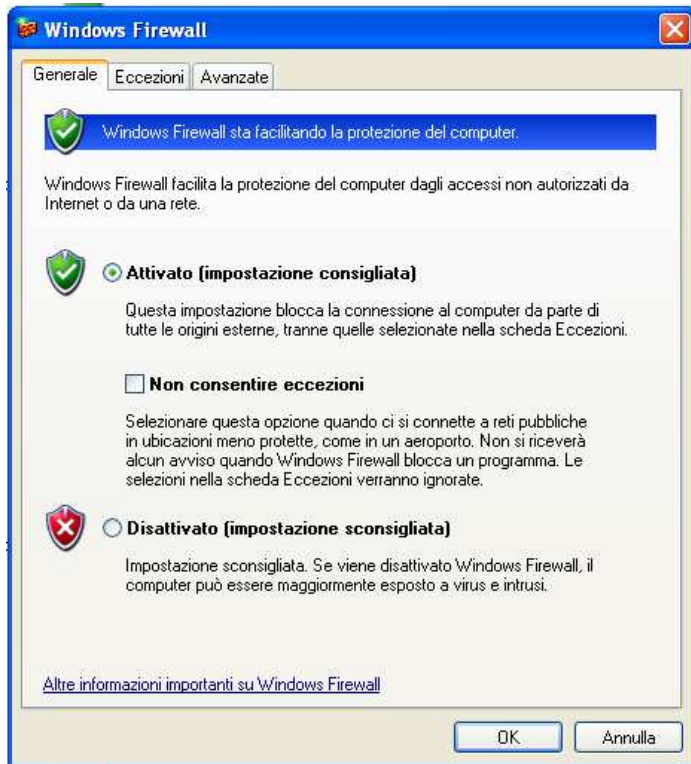 Windows Firewall
Generale Eccezioni Avanzate
Windows Firewall sta facilitando la protezione del computer.
Windows Firewall facilita la protezione del computer dagli accessi non autorizzati da
Internet o da una rete.
Attivato (impostazione consigliata)
Questa impostazione blocca la connessione al computer da parte di
tutte le origini esterne, tranne quelle selezionate nella scheda Eccezioni.
Non consentire eccezioni
Selezionare questa opzione quando ci si connette a reti pubbliche
in ubicazioni meno protette, come in un aeroporto. Non si riceverà
alcun avviso quando Windows Firewall blocca un programma. Le
selezioni nella scheda Eccezioni verranno ignorate.
Disattivato (impostazione sconsigliata)
Impostazione sconsigliata. Se viene disattivato Windows Firewall, il
computer può essere maggiormente esposto a virus e intrusi.
Altre informazioni importanti su Windows Firewall
OK Annulla